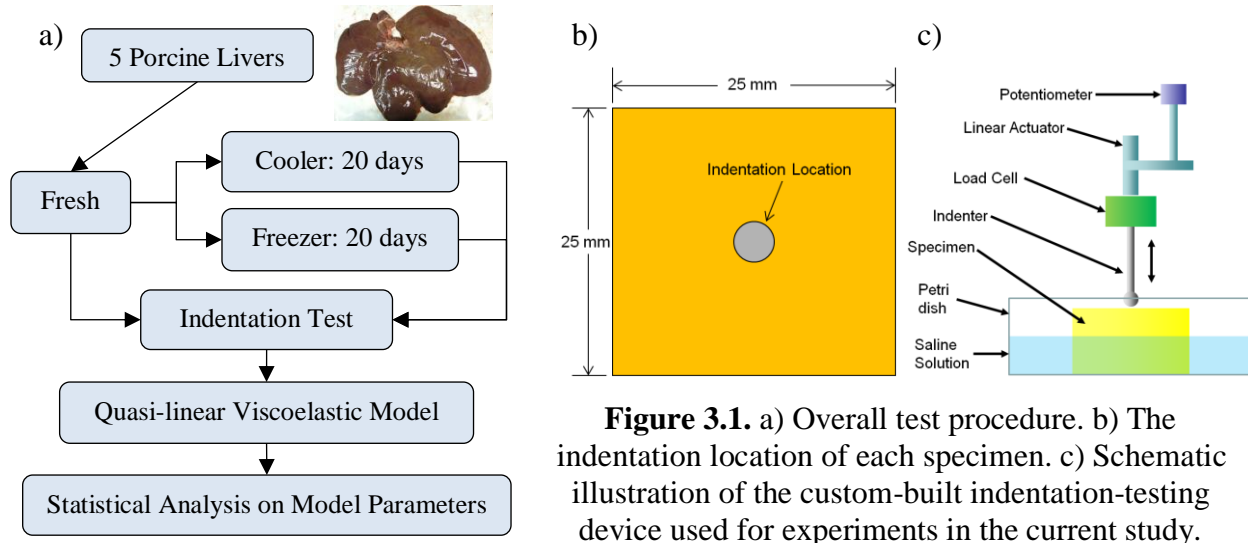 a)
5 Porcine Livers
Fresh
Cooler: 20 days
Freezer: 20 days
Indentation Test
Quasi-linear Viscoelastic Model
Statistical Analysis on Model Parameters
b)
25 mm
Indentation Location
25 mm
c)
Potentiometer
Linear Actuator
Load Cell
Indenter
Specimen
Petri
dish
Saline
Solution
Figure 3.1. a) Overall test procedure. b) The
indentation location of each specimen. c) Schematic
illustration of the custom-built indentation-testing
device used for experiments in the current study.